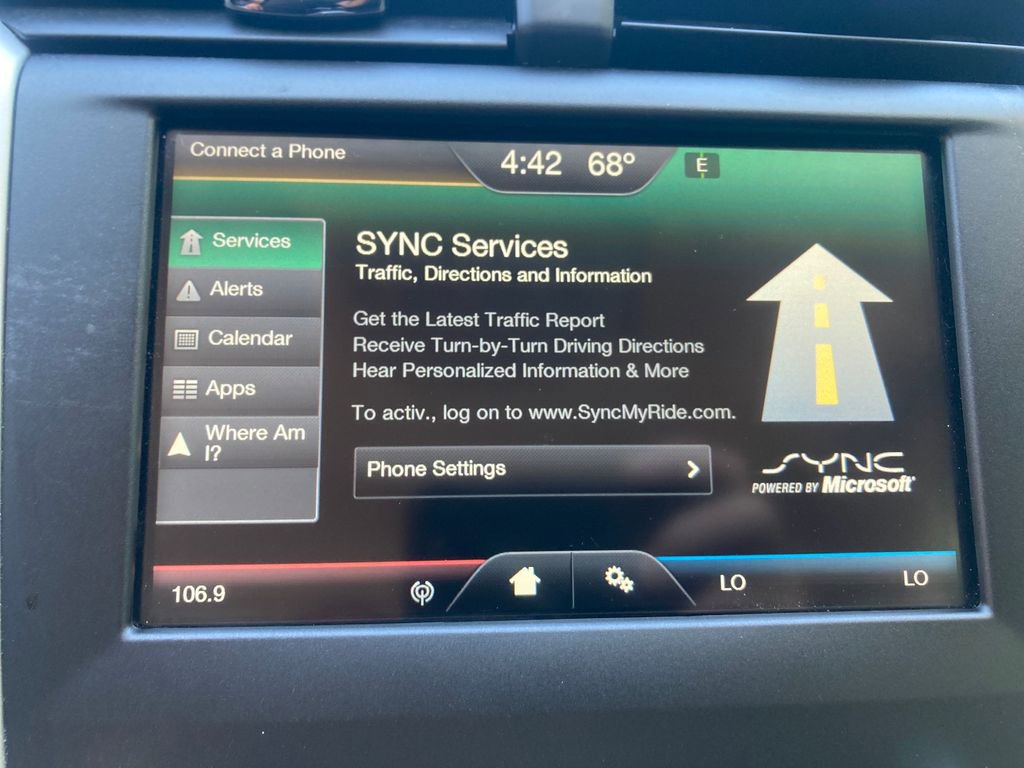 Connect a Phone
4:42 68°
E
Services
Alerts
Calendar
Apps
Where Am
I?
SYNC Services
Traffic, Directions and Information
Get the Latest Traffic Report
Receive Turn-by-Turn Driving Directions
Hear Personalized Information & More
To activ., log on to www.SyncMyRide.com.
Phone Settings
SYNC
POWERED BY Microsoft
106.9
LO
LO